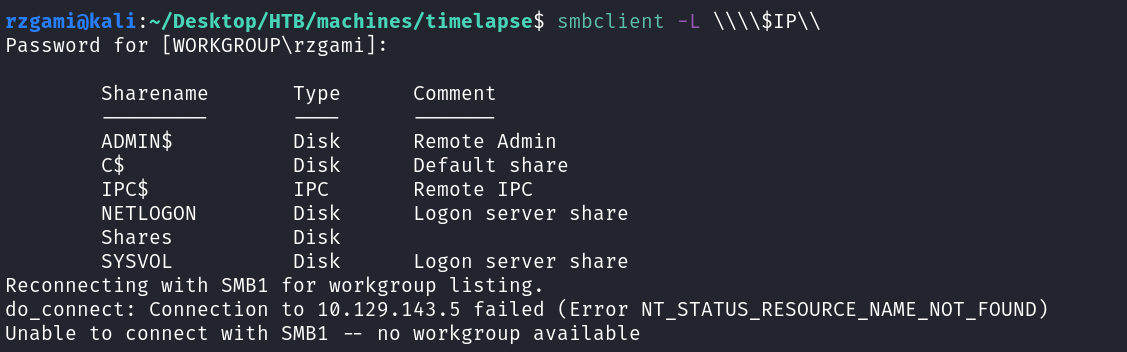 rzgami@kali:~/Desktop/HTB/machines/timelapse$ smbclient -L \\\\$IP\\
Password for [WORKGROUP\rzgami]:
Sharename Type Comment
--------- ---- -------
ADMIN$ Disk Remote Admin
C$ Disk Default share
IPC$ IPC Remote IPC
NETLOGON Disk Logon server share
Shares Disk
SYSVOL Disk Logon server share
Reconnecting with SMB1 for workgroup listing.
do_connect: Connection to 10.129.143.5 failed (Error NT_STATUS_RESOURCE_NAME_NOT_FOUND)
Unable to connect with SMB1 -- no workgroup available